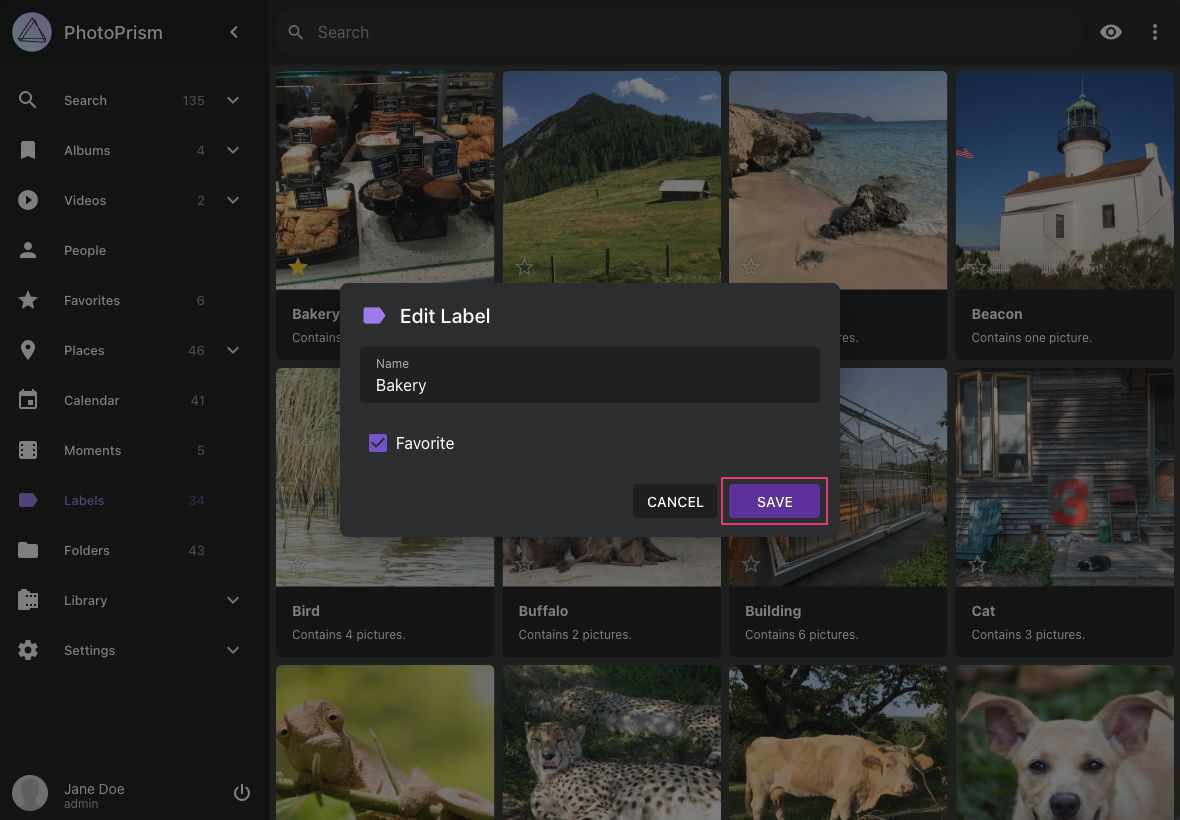 PhotoPrism
Search
Search 135
Albums 4
Videos 2
People
Favorites 6
Places 46
Calendar 41
Moments 5
Labels 34
Folders 43
Library
Settings
Jane Doe
admin
Bakery
Beacon
Contains one picture.
Edit Label
Name
Bakery
Favorite
CANCEL
SAVE
3
Bird
Contains 4 pictures.
Buffalo
Contains 2 pictures.
Building
Contains 6 pictures.
Cat
Contains 3 pictures.